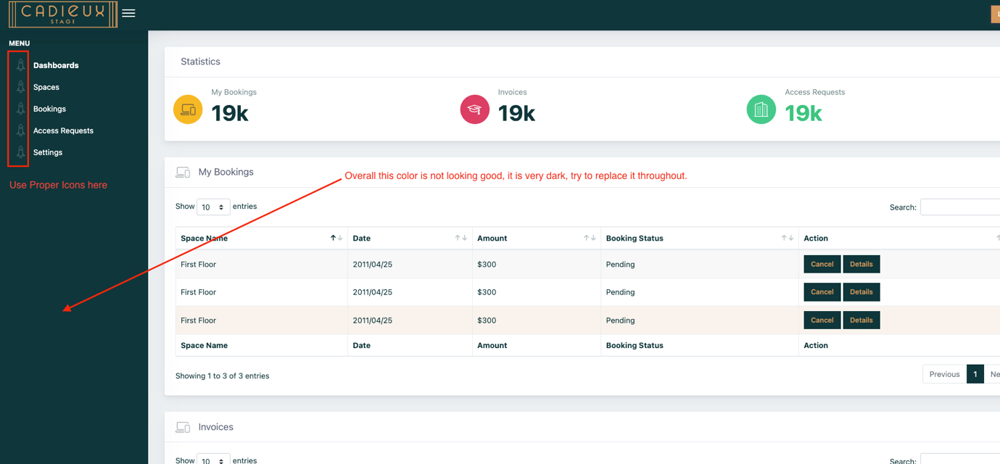 CADIEUX
STAGE
MENU
Dashboards
Spaces
Bookings
Access Requests
Settings
Use Proper Icons here
Statistics
My Bookings
19k
Invoices
19k
Access Requests
19k
My Bookings
Overall this color is not looking good, it is very dark, try to replace it throughout.
Show 10 entries
Search:
Space Name Date Amount Booking Status Action
First Floor 2011/04/25 $300 Pending Cancel Details
First Floor 2011/04/25 $300 Pending Cancel Details
First Floor 2011/04/25 $300 Pending Cancel Details
Space Name Date Amount Booking Status Action
Showing 1 to 3 of 3 entries
Previous 1 Ne
Invoices
Show 10 entries
Search: